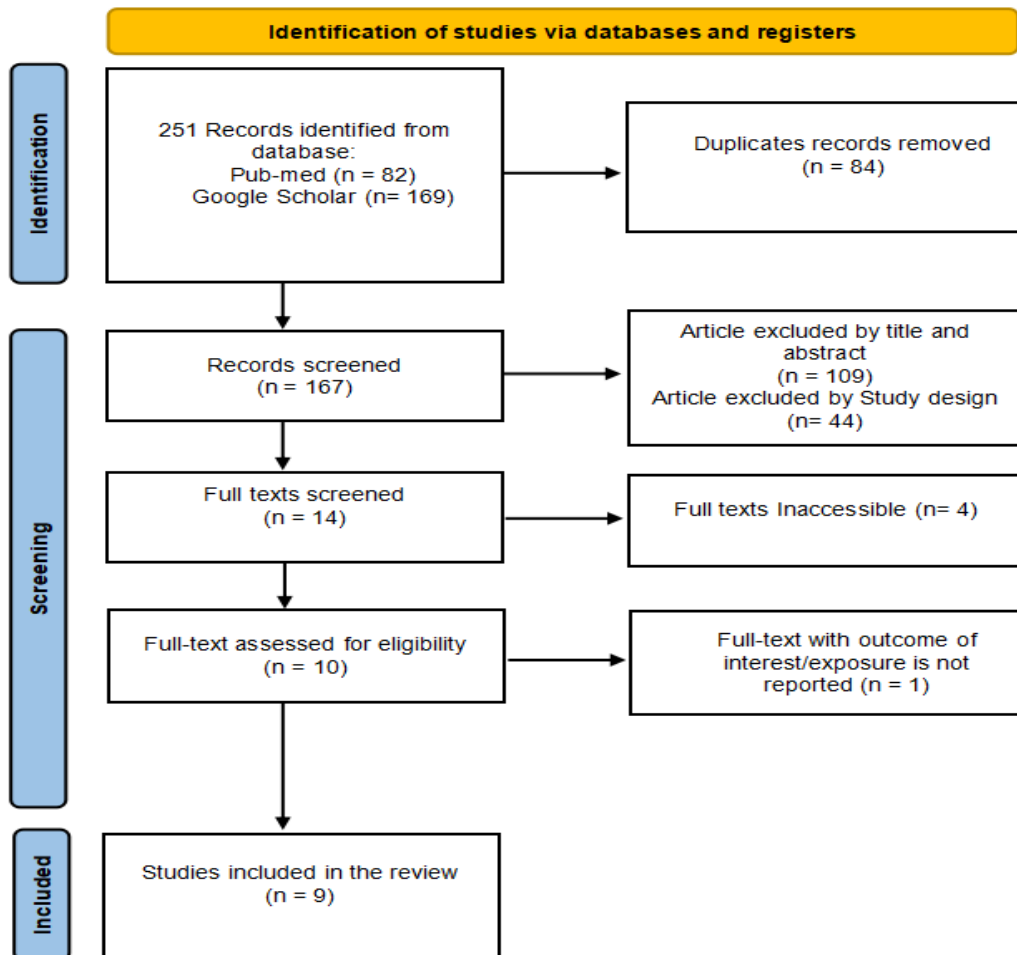 Identification of studies via databases and registers
Identification
251 Records identified from
database:
Pub-med (n = 82)
Google Scholar (n= 169)
Duplicates records removed
(n = 84)
Screening
Records screened
(n = 167)
Article excluded by title and
abstract
(n = 109)
Article excluded by Study design
(n= 44)
Full texts screened
(n = 14)
Full texts Inaccessible (n= 4)
Full-text assessed for eligibility
(n = 10)
Full-text with outcome of
interest/exposure is not
reported (n = 1)
Included
Studies included in the review
(n = 9)